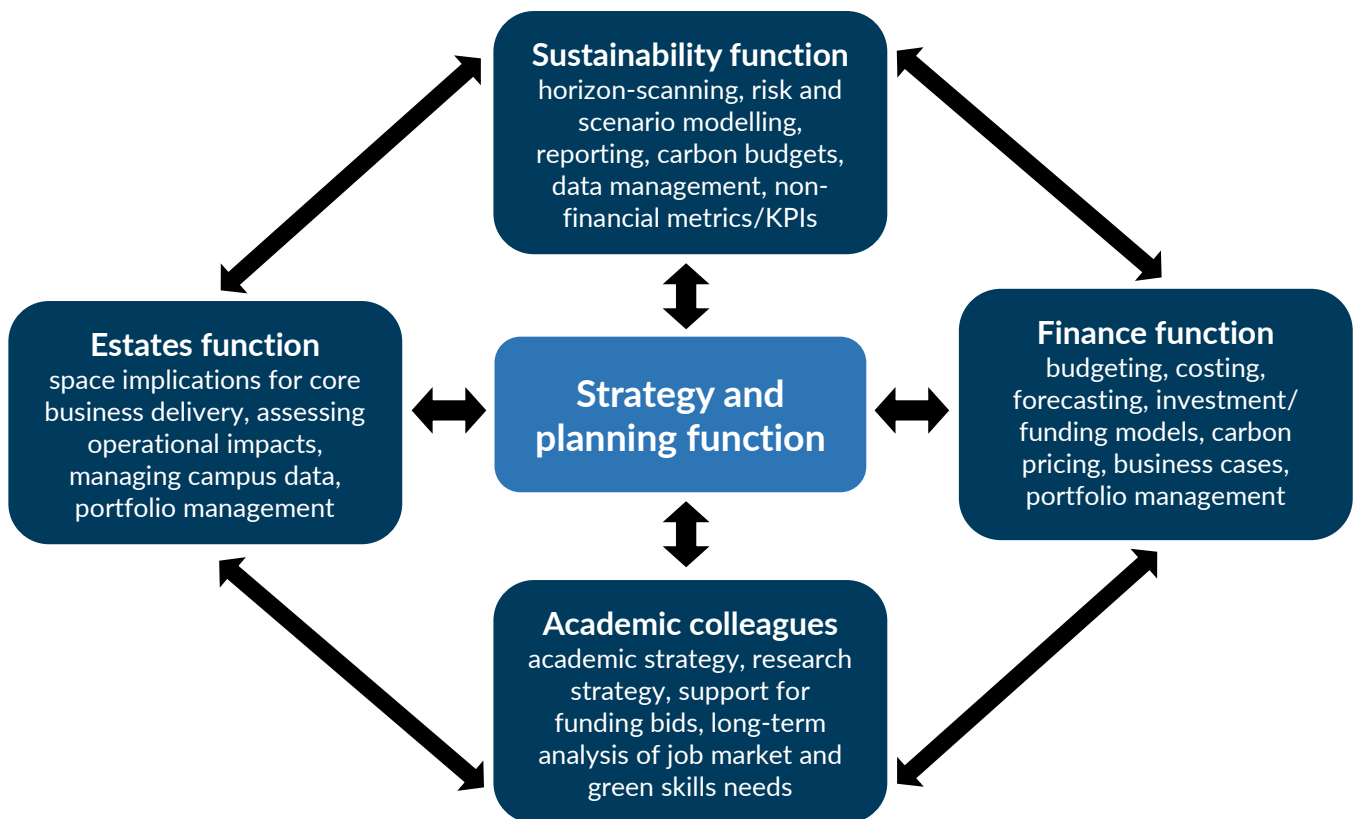 Sustainability function
horizon-scanning, risk and
scenario modelling,
reporting, carbon budgets,
data management, non-
financial metrics/KPIs
Estates function
space implications for core
business delivery, assessing
operational impacts,
managing campus data,
portfolio management
Strategy and
planning function
Finance function
budgeting, costing,
forecasting, investment/
funding models, carbon
pricing, business cases,
portfolio management
Academic colleagues
academic strategy, research
strategy, support for
funding bids, long-term
analysis of job market and
green skills needs